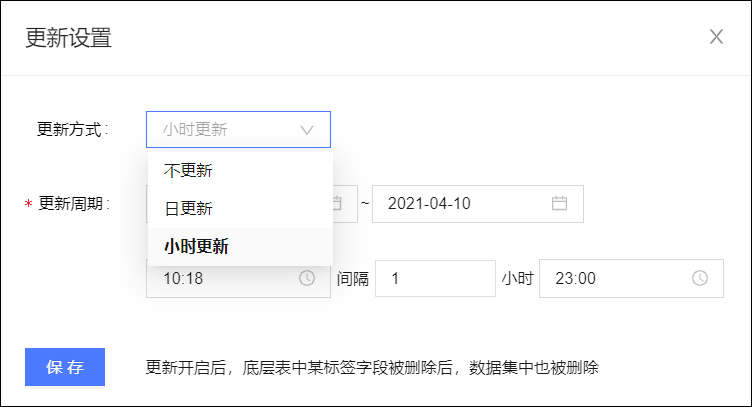 更新设置
更新方式：
小时更新
不更新
日更新
小时更新
* 更新周期：
~ 2021-04-10
10:18 间隔 1 小时 23:00
保 存
更新开启后，底层表中某标签字段被删除后，数据集中也被删除